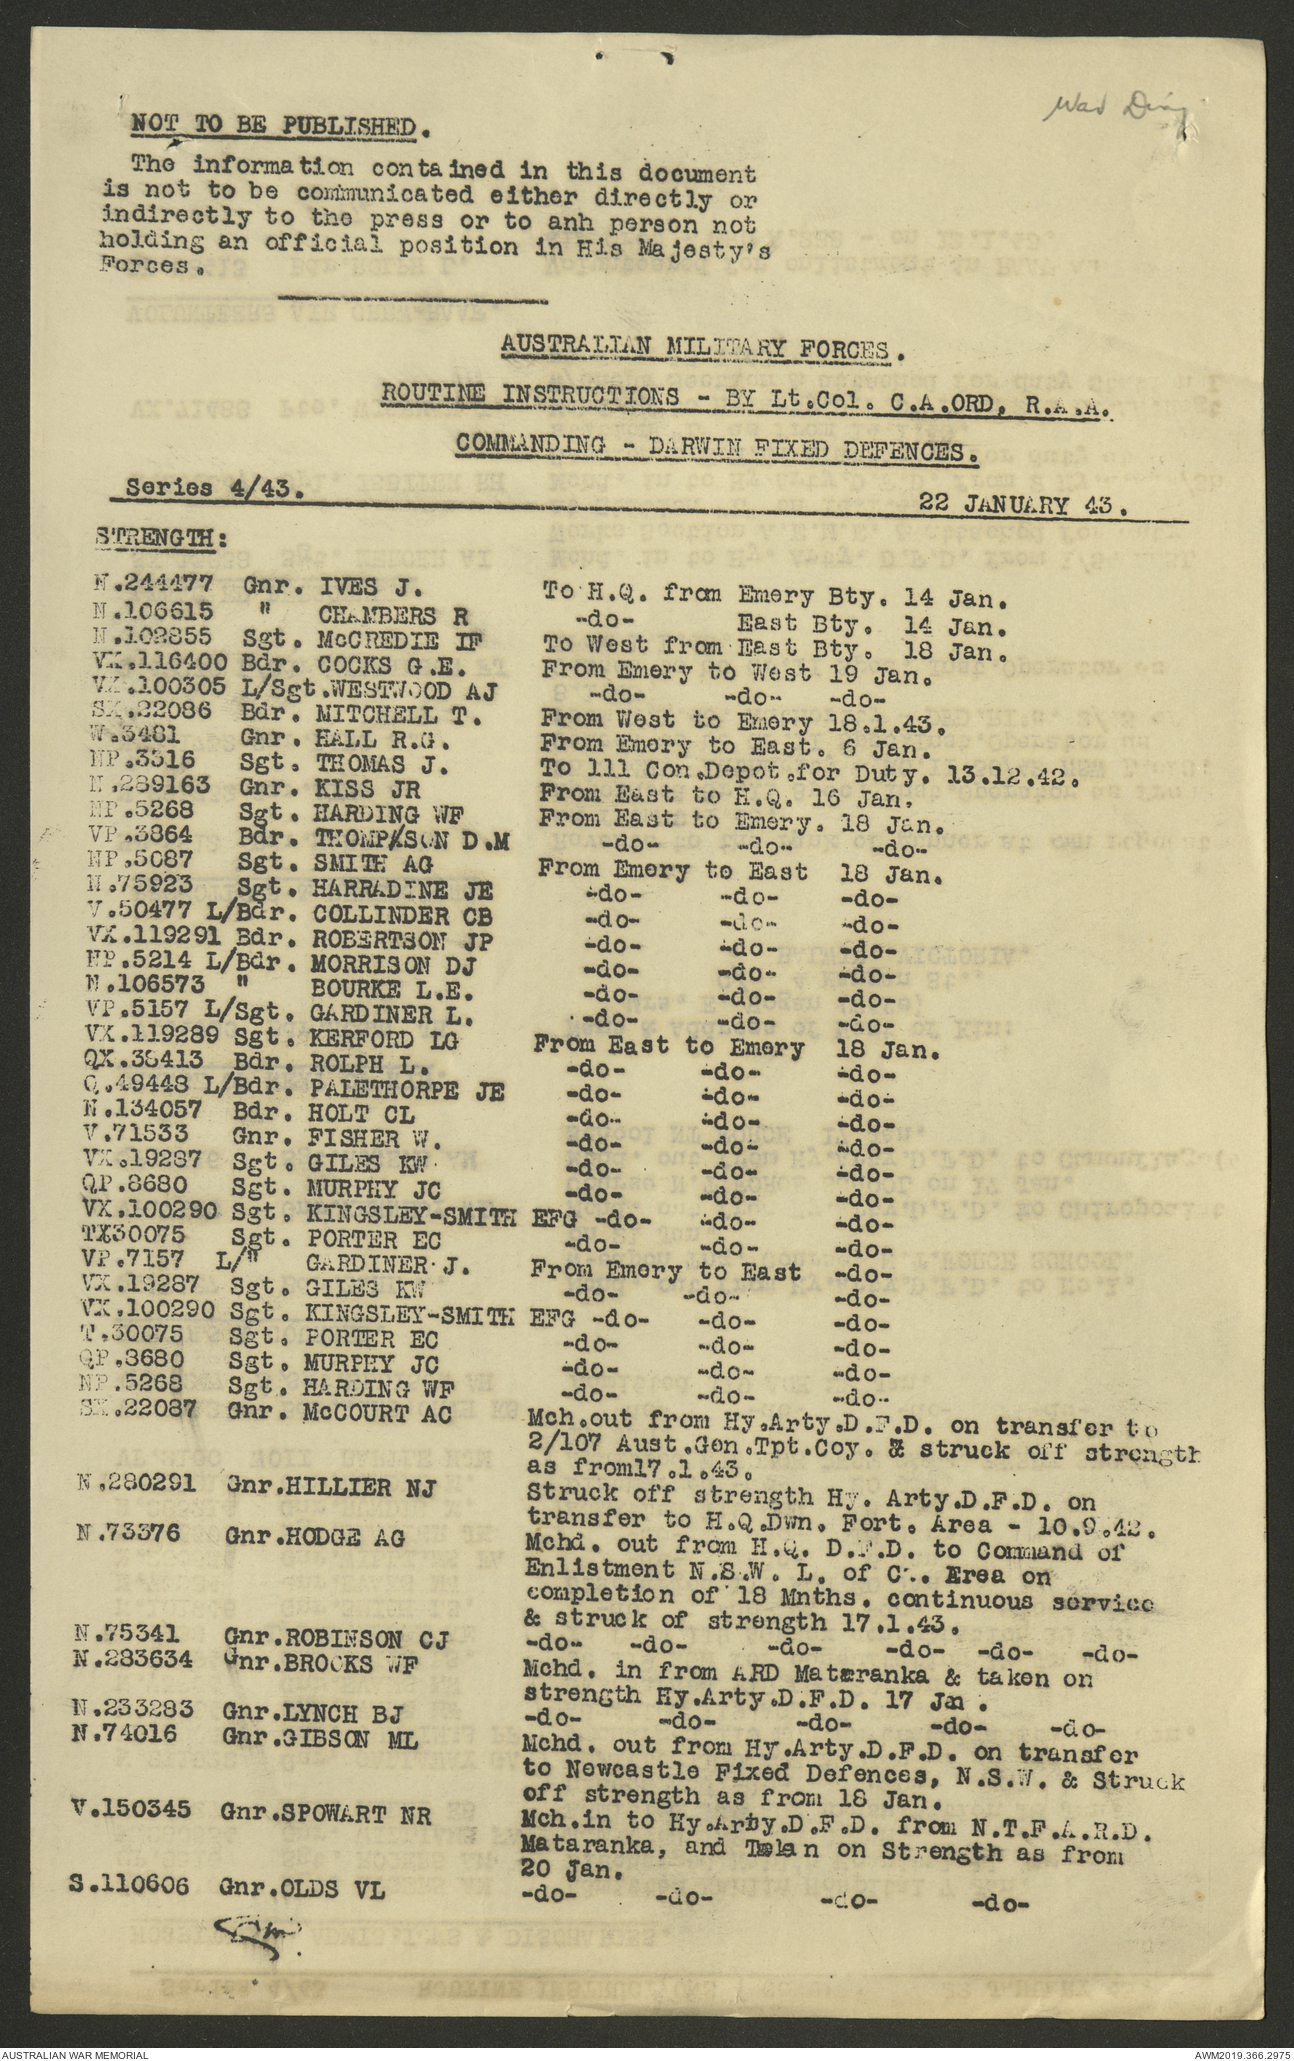 War Diary
NOT TO BE PUBLISHED.
The information contained in this document
is not to be communicated either directly or
indirectly to the press or to anh person not
holding an official position in His Majesty's
Forces.
AUSTRALIAN MILITARY FORCES.
ROUTINE INSTRUCTIONS - BY Lt.Col. C.A.ORD, R.A.A.
COMMANDING - DARWIN FIXED DEFENCES.
Series 4/43. 22 JANUARY 43.
STRENGTH:
N.244477 Gnr. IVES J. To H.Q. from Emery Bty. 14 Jan.
N.106615 " CHAMBERS R -do- East Bty. 14 Jan.
N.102855 Sgt. McCREDIE IF To West from East Bty. 18 Jan.
VX.116400 Bdr. COCKS G.E. From Emery to West 19 Jan.
VX.100305 L/Sgt.WESTWOOD AJ -do- -do- -do-
SX.22086 Bdr. MITCHELL T. From West to Emery 18.1.43.
W.3481 Gnr. HALL R.G. From Emery to East. 6 Jan.
NP.3516 Sgt. THOMAS J. To 111 Con.Depot.for Duty. 13.12.42.
N.289163 Gnr. KISS JR From East to H.Q. 16 Jan.
NP.5268 Sgt. HARDING WF From East to Emery. 18 Jan.
VP.3864 Bdr. THOMP/SON D.M -do- -do- -do-
NP.5087 Sgt. SMITH AG From Emery to East 18 Jan.
N.75923 Sgt. HARRADINE JE -do- -do- -do-
V.50477 L/Bdr. COLLINDER CB -do- -do- -do-
VX.119291 Bdr. ROBERTSON JP -do- -do- -do-
NP.5214 L/Bdr. MORRISON DJ -do- -do- -do-
N.106573 " BOURKE L.E. -do- -do- -do-
VP.5157 L/Sgt. GARDINER L. -do- -do- -do-
VX.119289 Sgt. KERFORD LG From East to Emery 18 Jan.
QX.38413 Bdr. ROLPH L. -do- -do- -do-
Q.49448 L/Bdr. PALETHORPE JE -do- -do- -do-
N.134057 Bdr. HOLT CL -do- -do- -do-
V.71533 Gnr. FISHER W. -do- -do- -do-
VX.19287 Sgt. GILES KW -do- -do- -do-
QP.8680 Sgt. MURPHY JC -do- -do- -do-
VX.100290 Sgt. KINGSLEY-SMITH EFG -do- -do- -do-
TX30075 Sgt. PORTER EC -do- -do- -do-
VP.7157 L/" GARDINER J. From Emery to East -do-
VX.19287 Sgt. GILES KW -do- -do- -do-
VX.100290 Sgt. KINGSLEY-SMITH EFG -do- -do- -do-
T.30075 Sgt. PORTER EC -do- -do- -do-
QP.8680 Sgt. MURPHY JC -do- -do- -do-
NP.5268 Sgt. HARDING WF -do- -do- -do-
SX.22087 Gnr. McCOURT AC Mch.out from Hy.Arty.D.F.D. on transfer to
2/107 Aust.Gen.Tpt.Coy. & struck off strength
as from17.1.43.
N.280291 Gnr.HILLIER NJ Struck off strength Hy. Arty.D.F.D. on
transfer to H.Q.Dwn. Fort. Area - 10.9.42.
N.73376 Gnr.HODGE AG Mchd. out from H.Q. D.F.D. to Command of
Enlistment N.S.W. L. of C. Area on
completion of 18 Mnths. continuous service
& struck of strength 17.1.43.
N.75341 Gnr.ROBINSON CJ -do- -do- -do- -do- -do- -do-
N.283634 Gnr.BROOKS WF Mchd. in from ARD Mataranka & taken on
strength Hy.Arty.D.F.D. 17 Jan.
N.233283 Gnr.LYNCH BJ -do- -do- -do- -do- -do-
N.74016 Gnr.GIBSON ML Mchd. out from Hy.Arty.D.F.D. on transfer
to Newcastle Fixed Defences, N.S.W. & Struck
off strength as from 18 Jan.
V.150345 Gnr.SPOWART NR Mch.in to Hy.Arty.D.F.D. from N.T.F.A.R.D.
Mataranka, and Taken on Strength as from
20 Jan.
S.110606 Gnr.OLDS VL -do- -do- -do- -do-
AUSTRALIAN WAR MEMORIAL AWM2019.366.2975